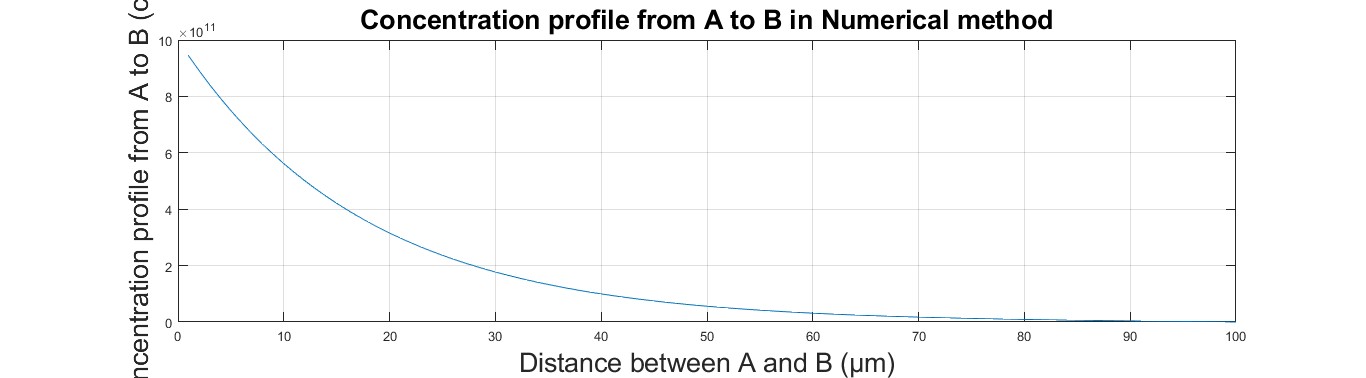 Concentration profile from A to B in Numerical method
×10¹¹
ncentration profile from A to B (c
10
8
6
4
2
0
0 10 20 30 40 50 60 70 80 90 100
Distance between A and B (μm)